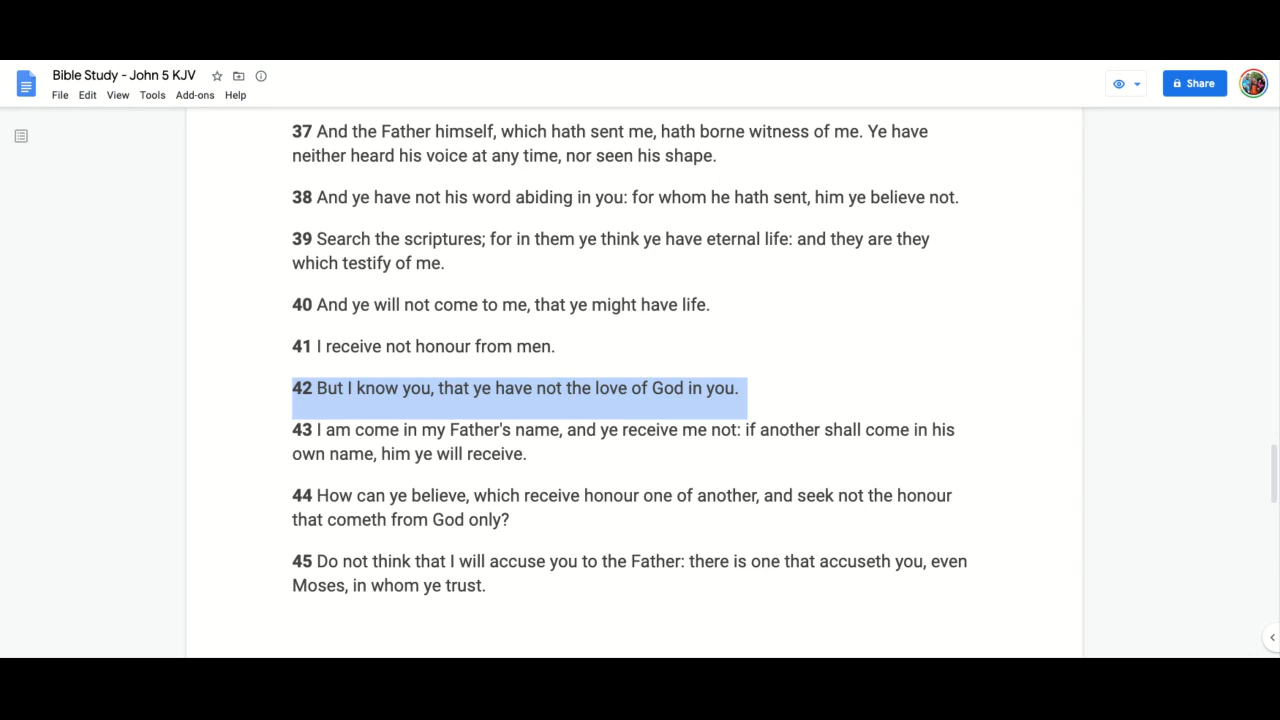 Bible Study - John 5 KJV
File Edit View Tools Add-ons Help
Share
37 And the Father himself, which hath sent me, hath borne witness of me. Ye have
neither heard his voice at any time, nor seen his shape.
38 And ye have not his word abiding in you: for whom he hath sent, him ye believe not.
39 Search the scriptures; for in them ye think ye have eternal life: and they are they
which testify of me.
40 And ye will not come to me, that ye might have life.
41 I receive not honour from men.
42 But I know you, that ye have not the love of God in you.
43 I am come in my Father's name, and ye receive me not: if another shall come in his
own name, him ye will receive.
44 How can ye believe, which receive honour one of another, and seek not the honour
that cometh from God only?
45 Do not think that I will accuse you to the Father: there is one that accuseth you, even
Moses, in whom ye trust.